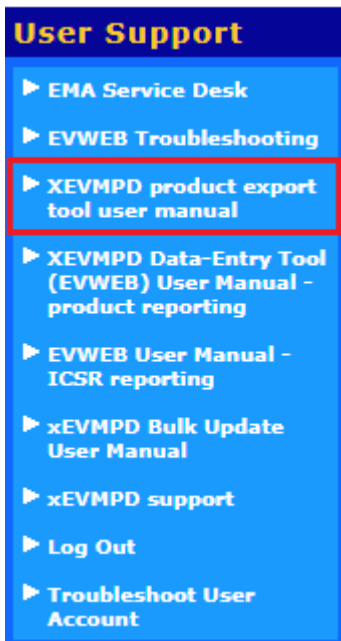 User Support
EMA Service Desk
EVWEB Troubleshooting
XEVMPD product export
tool user manual
XEVMPD Data-Entry Tool
(EVWEB) User Manual -
product reporting
EVWEB User Manual -
ICSR reporting
xEVMPD Bulk Update
User Manual
xEVMPD support
Log Out
Troubleshoot User
Account